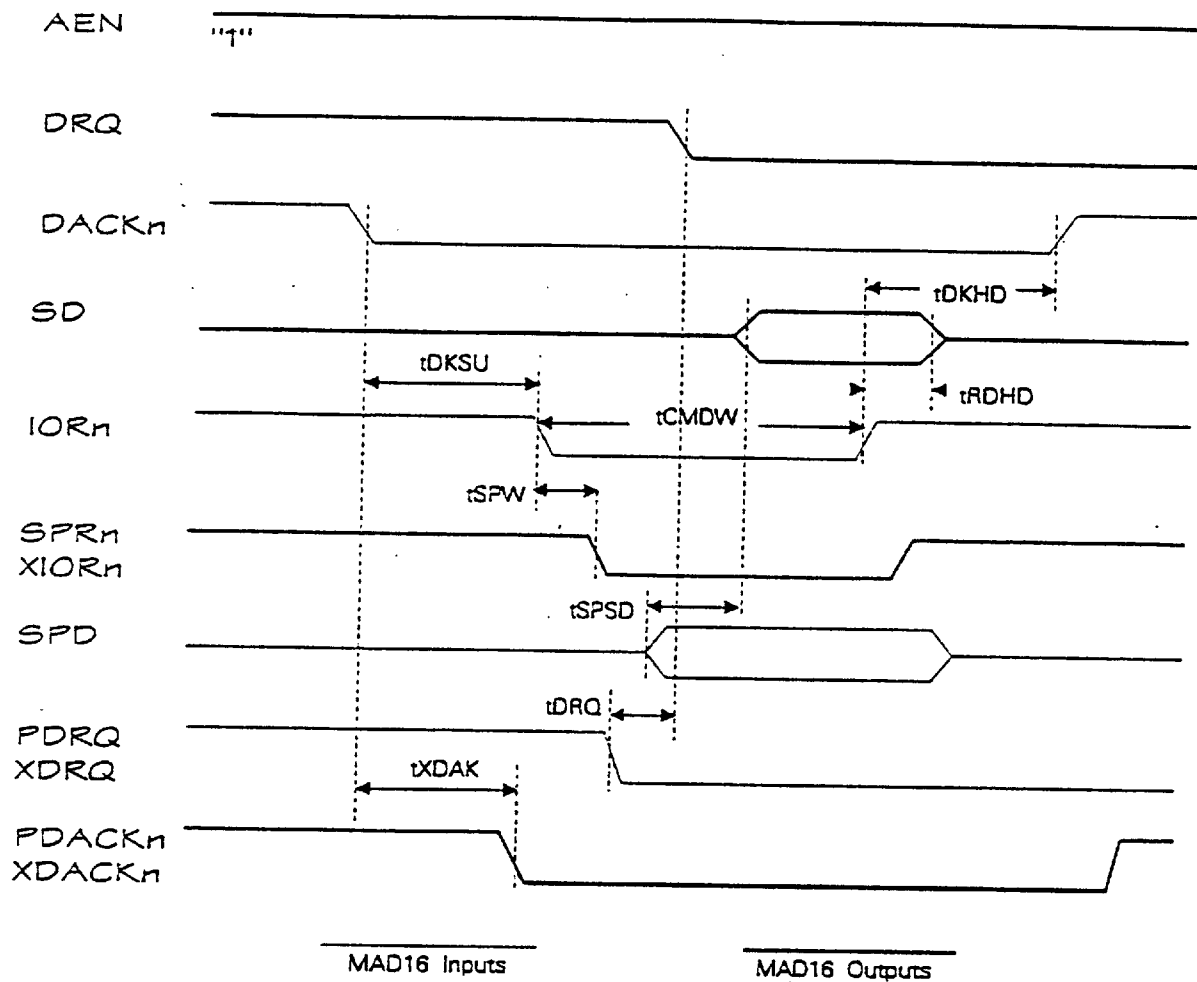 AEN
"1"
DRQ
DACKn
tDKHD
SD
tDKSU
tRDHD
tCMDW
IORn
tSPW
SPRn
XIORn
tSPSD
SPD
tDRQ
PDRQ
XDRQ
tXDAK
PDACKn
XDACKn
MAD16 Inputs
MAD16 Outputs